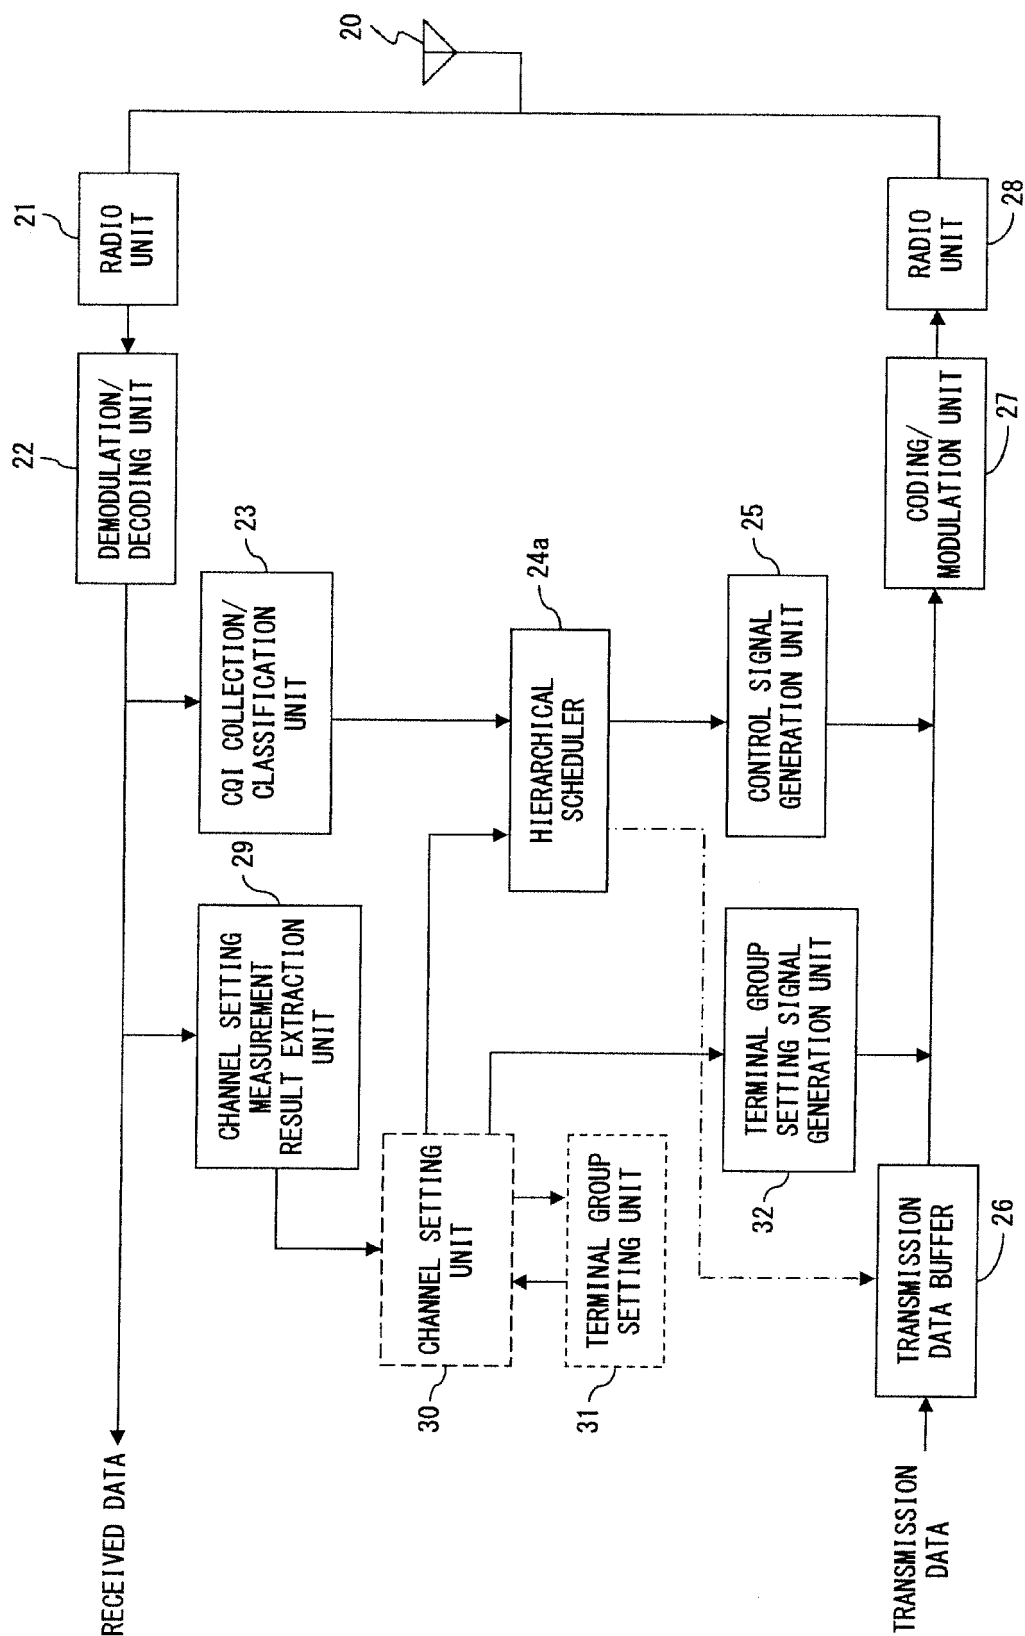 20
21
RADIO
UNIT
28
RADIO
UNIT
22
DEMODULATION/
DECODING UNIT
27
CODING/
MODULATION UNIT
23
CQI COLLECTION/
CLASSIFICATION
UNIT
24a
HIERARCHICAL
SCHEDULER
25
CONTROL SIGNAL
GENERATION UNIT
29
CHANNEL SETTING
MEASUREMENT
RESULT EXTRACTION
UNIT
30
CHANNEL SETTING
UNIT
31
TERMINAL GROUP
SETTING UNIT
32
TERMINAL GROUP
SETTING SIGNAL
GENERATION UNIT
26
TRANSMISSION
DATA BUFFER
RECEIVED DATA
TRANSMISSION
DATA